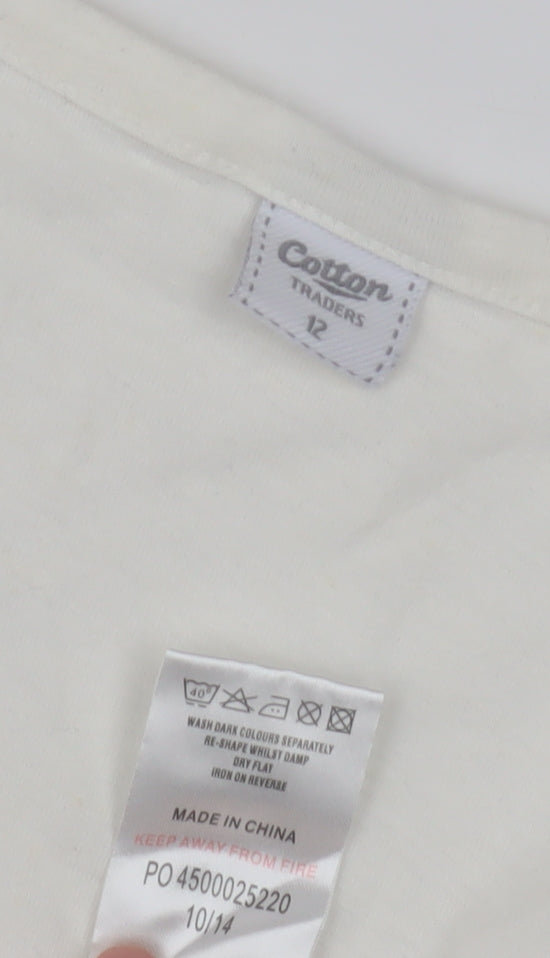 Cotton
TRADERS
12
40°
WASH DARK COLOURS SEPARATELY
RE-SHAPE WHILST DAMP
DRY FLAT
IRON ON REVERSE
MADE IN CHINA
KEEP AWAY FROM FIRE
PO 4500025220
10/14